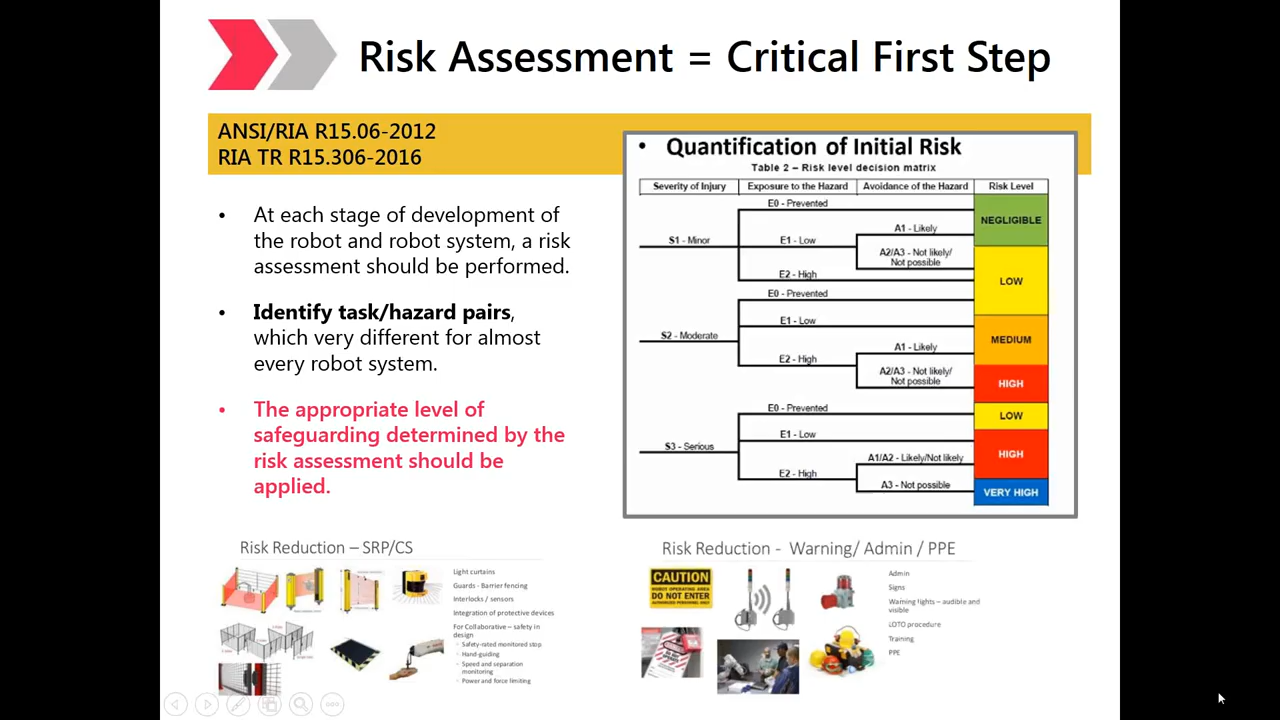 Risk Assessment = Critical First Step
ANSI/RIA R15.06-2012
RIA TR R15.306-2016
• At each stage of development of
the robot and robot system, a risk
assessment should be performed.
• Identify task/hazard pairs,
which very different for almost
every robot system.
• The appropriate level of
safeguarding determined by the
risk assessment should be
applied.
• Quantification of Initial Risk
Table 2 – Risk level decision matrix
Severity of Injury Exposure to the Hazard Avoidance of the Hazard Risk Level
E0 - Prevented
NEGLIGIBLE
A1 - Likely
S1 - Minor
E1 - Low
A2/A3 - Not likely/
Not possible
E2 - High
LOW
E0 - Prevented
E1 - Low
S2 - Moderate
MEDIUM
A1 - Likely
E2 - High
A2/A3 - Not likely/
Not possible
HIGH
E0 - Prevented
LOW
E1 - Low
S3 - Serious
HIGH
A1/A2 - Likely/Not likely
E2 - High
A3 - Not possible
VERY HIGH
Risk Reduction – SRP/CS
Light curtains
Guards - Barrier fencing
Interlocks / sensors
Integration of protective devices
For Collaborative – safety in
design
- Safety-rated monitored stop
- Hand-guiding
- Speed and separation
monitoring
- Power and force limiting
Risk Reduction - Warning/ Admin / PPE
CAUTION
ROBOT OPERATING AREA
DO NOT ENTER
AUTHORIZED PERSONNEL ONLY
Admin
Signs
Warning lights – audible and
visible
LOTO procedure
Training
PPE